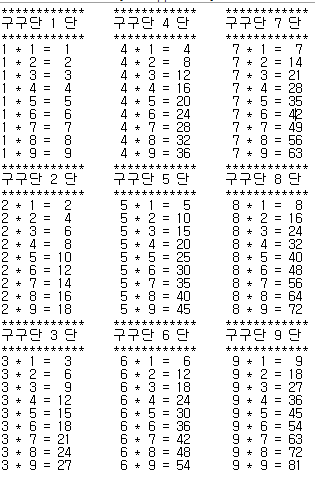 *********** *********** ***********
구구단 1 단 구구단 4 단 구구단 7 단
*********** *********** ***********
1 * 1 = 1 4 * 1 = 4 7 * 1 = 7
1 * 2 = 2 4 * 2 = 8 7 * 2 = 14
1 * 3 = 3 4 * 3 = 12 7 * 3 = 21
1 * 4 = 4 4 * 4 = 16 7 * 4 = 28
1 * 5 = 5 4 * 5 = 20 7 * 5 = 35
1 * 6 = 6 4 * 6 = 24 7 * 6 = 42
1 * 7 = 7 4 * 7 = 28 7 * 7 = 49
1 * 8 = 8 4 * 8 = 32 7 * 8 = 56
1 * 9 = 9 4 * 9 = 36 7 * 9 = 63
*********** *********** ***********
구구단 2 단 구구단 5 단 구구단 8 단
*********** *********** ***********
2 * 1 = 2 5 * 1 = 5 8 * 1 = 8
2 * 2 = 4 5 * 2 = 10 8 * 2 = 16
2 * 3 = 6 5 * 3 = 15 8 * 3 = 24
2 * 4 = 8 5 * 4 = 20 8 * 4 = 32
2 * 5 = 10 5 * 5 = 25 8 * 5 = 40
2 * 6 = 12 5 * 6 = 30 8 * 6 = 48
2 * 7 = 14 5 * 7 = 35 8 * 7 = 56
2 * 8 = 16 5 * 8 = 40 8 * 8 = 64
2 * 9 = 18 5 * 9 = 45 8 * 9 = 72
*********** *********** ***********
구구단 3 단 구구단 6 단 구구단 9 단
*********** *********** ***********
3 * 1 = 3 6 * 1 = 6 9 * 1 = 9
3 * 2 = 6 6 * 2 = 12 9 * 2 = 18
3 * 3 = 9 6 * 3 = 18 9 * 3 = 27
3 * 4 = 12 6 * 4 = 24 9 * 4 = 36
3 * 5 = 15 6 * 5 = 30 9 * 5 = 45
3 * 6 = 18 6 * 6 = 36 9 * 6 = 54
3 * 7 = 21 6 * 7 = 42 9 * 7 = 63
3 * 8 = 24 6 * 8 = 48 9 * 8 = 72
3 * 9 = 27 6 * 9 = 54 9 * 9 = 81